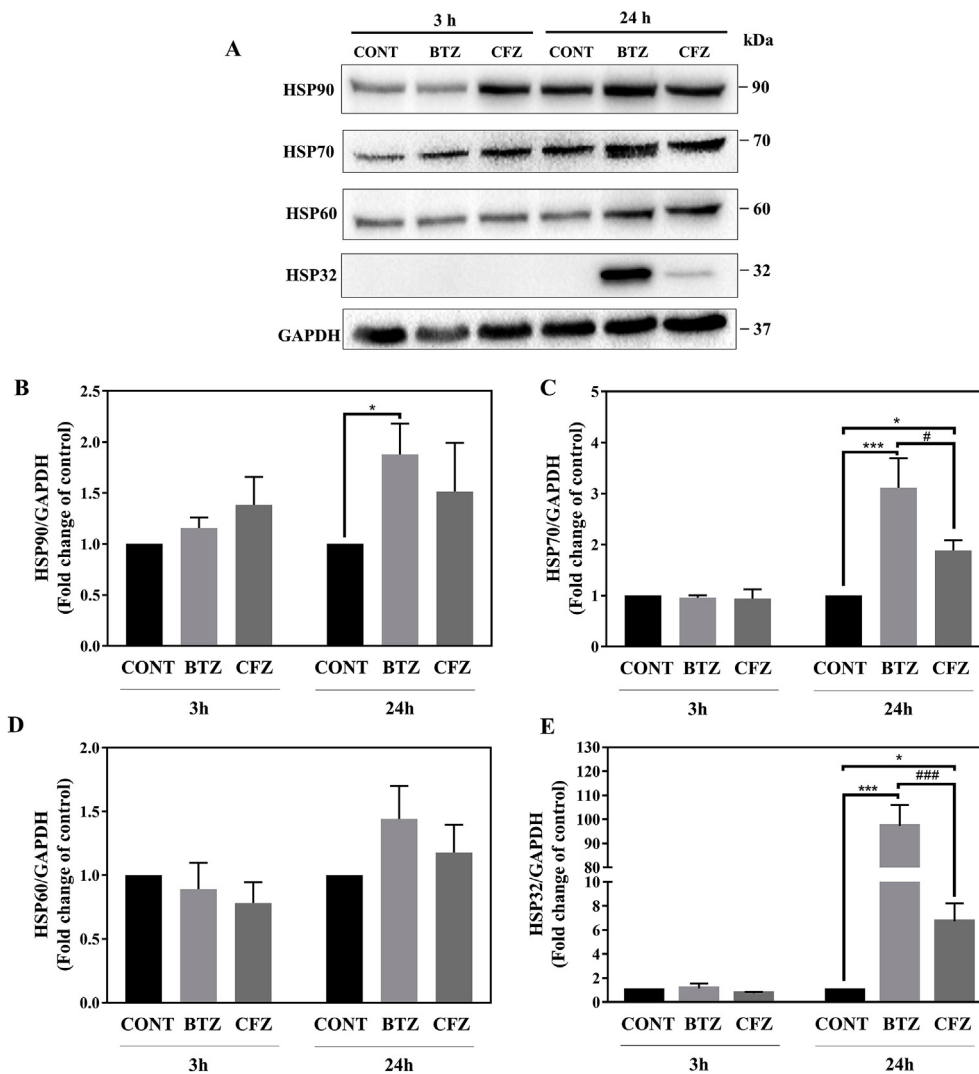 3 h 24 h
A CONT BTZ CFZ CONT BTZ CFZ kDa
HSP90 90
HSP70 70
HSP60 60
HSP32 32
GAPDH 37
B
HSP90/GAPDH
(Fold change of control)
2.5
2.0
1.5
1.0
0.5
0.0
*
CONT BTZ CFZ CONT BTZ CFZ
3h 24h
C
HSP70/GAPDH
(Fold change of control)
5
4
3
2
1
0
*
*** #
CONT BTZ CFZ CONT BTZ CFZ
3h 24h
D
HSP60/GAPDH
(Fold change of control)
2.0
1.5
1.0
0.5
0.0
CONT BTZ CFZ CONT BTZ CFZ
3h 24h
E
HSP32/GAPDH
(Fold change of control)
130
120
110
100
90
80
10
8
6
4
2
0
*
*** ###
CONT BTZ CFZ CONT BTZ CFZ
3h 24h